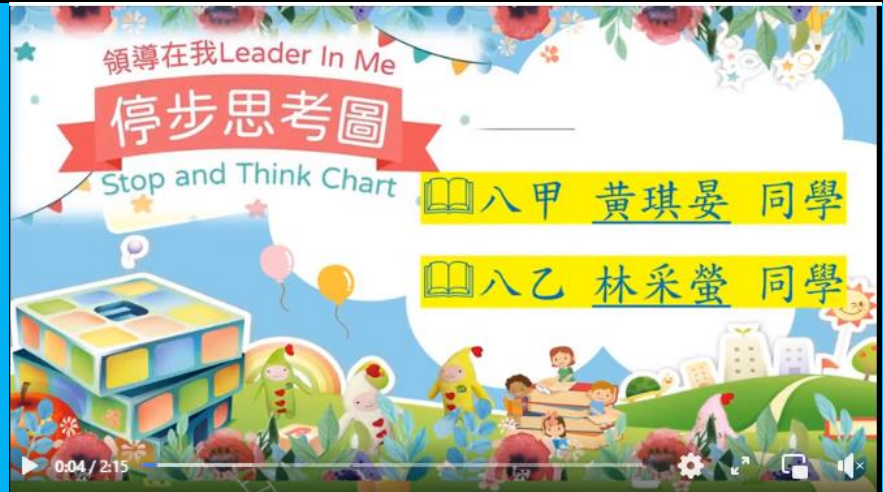 領導在我Leader In Me
停步思考圖
Stop and Think Chart
八甲 黃琪晏 同學
八乙 林采螢 同學
0:04 / 2:15